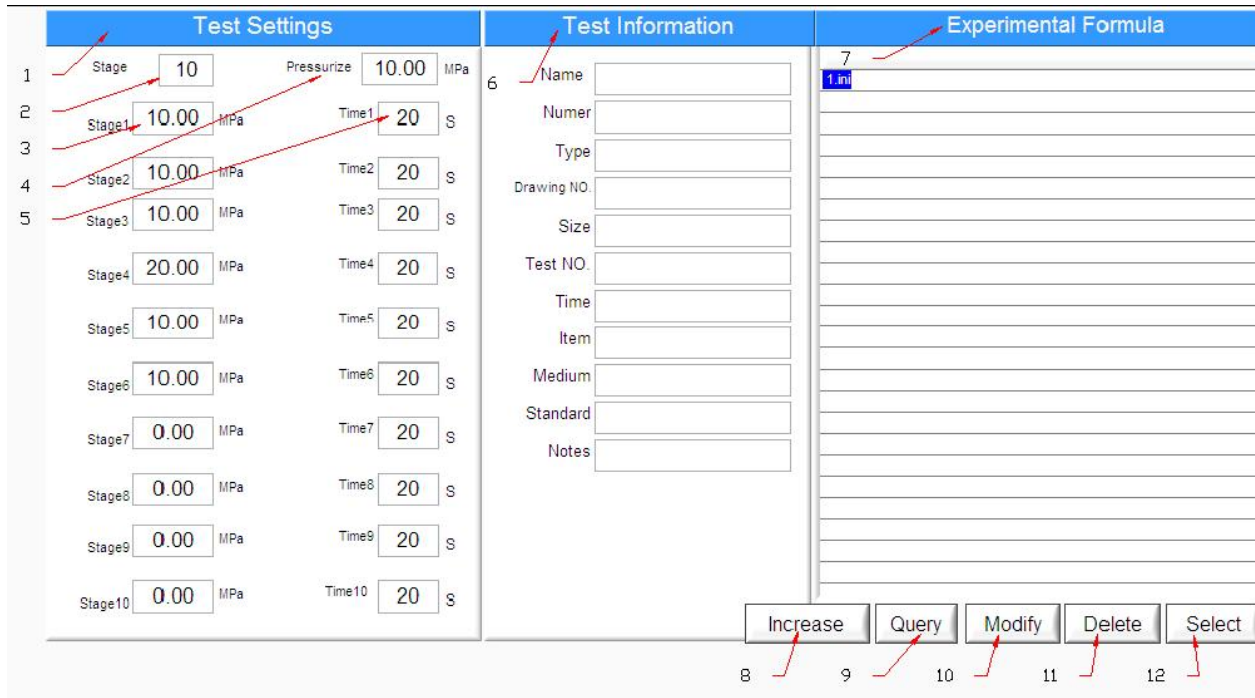 Test Settings Test Information Experimental Formula
1 Stage 10 Pressurize 10.00 MPa 6 Name 7
1.ini
2 Stage1 10.00 MPa Time1 20 S Numer
3 Type
4 Stage2 10.00 MPa Time2 20 S Drawing NO.
5 Stage3 10.00 MPa Time3 20 S Size
Stage4 20.00 MPa Time4 20 S Test NO.
Time
Stage5 10.00 MPa Time5 20 S Item
Stage6 10.00 MPa Time6 20 S Medium
Standard
Stage7 0.00 MPa Time7 20 S Notes
Stage8 0.00 MPa Time8 20 S
Stage9 0.00 MPa Time9 20 S
Stage10 0.00 MPa Time10 20 S
Increase Query Modify Delete Select
8 9 10 11 12